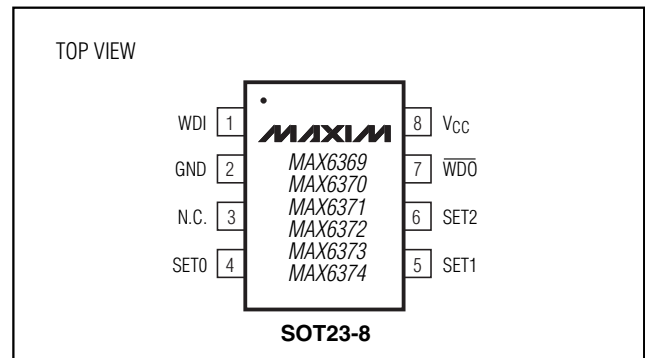 TOP VIEW
WDI 1
GND 2
N.C. 3
SET0 4
MAXIM
MAX6369
MAX6370
MAX6371
MAX6372
MAX6373
MAX6374
8 VCC
7 W̅D̅O̅
6 SET2
5 SET1
SOT23-8